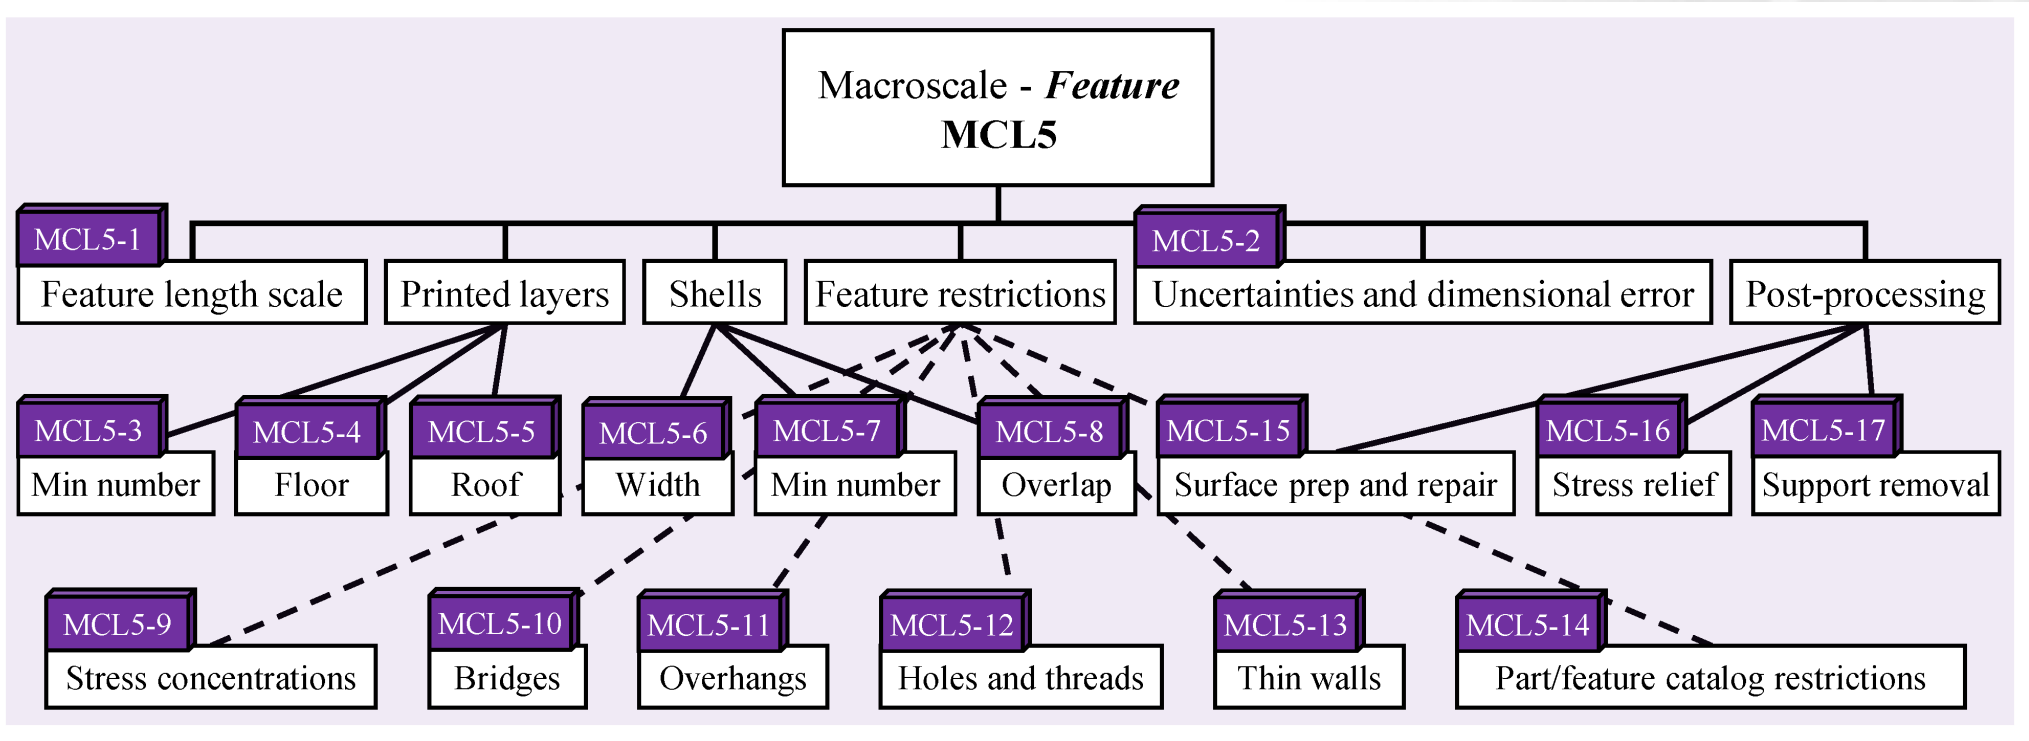 Macroscale - Feature
MCL5
MCL5-1
Feature length scale
Printed layers
Shells
Feature restrictions
MCL5-2
Uncertainties and dimensional error
Post-processing
MCL5-3
Min number
MCL5-4
Floor
MCL5-5
Roof
MCL5-6
Width
MCL5-7
Min number
MCL5-8
Overlap
MCL5-15
Surface prep and repair
MCL5-16
Stress relief
MCL5-17
Support removal
MCL5-9
Stress concentrations
MCL5-10
Bridges
MCL5-11
Overhangs
MCL5-12
Holes and threads
MCL5-13
Thin walls
MCL5-14
Part/feature catalog restrictions